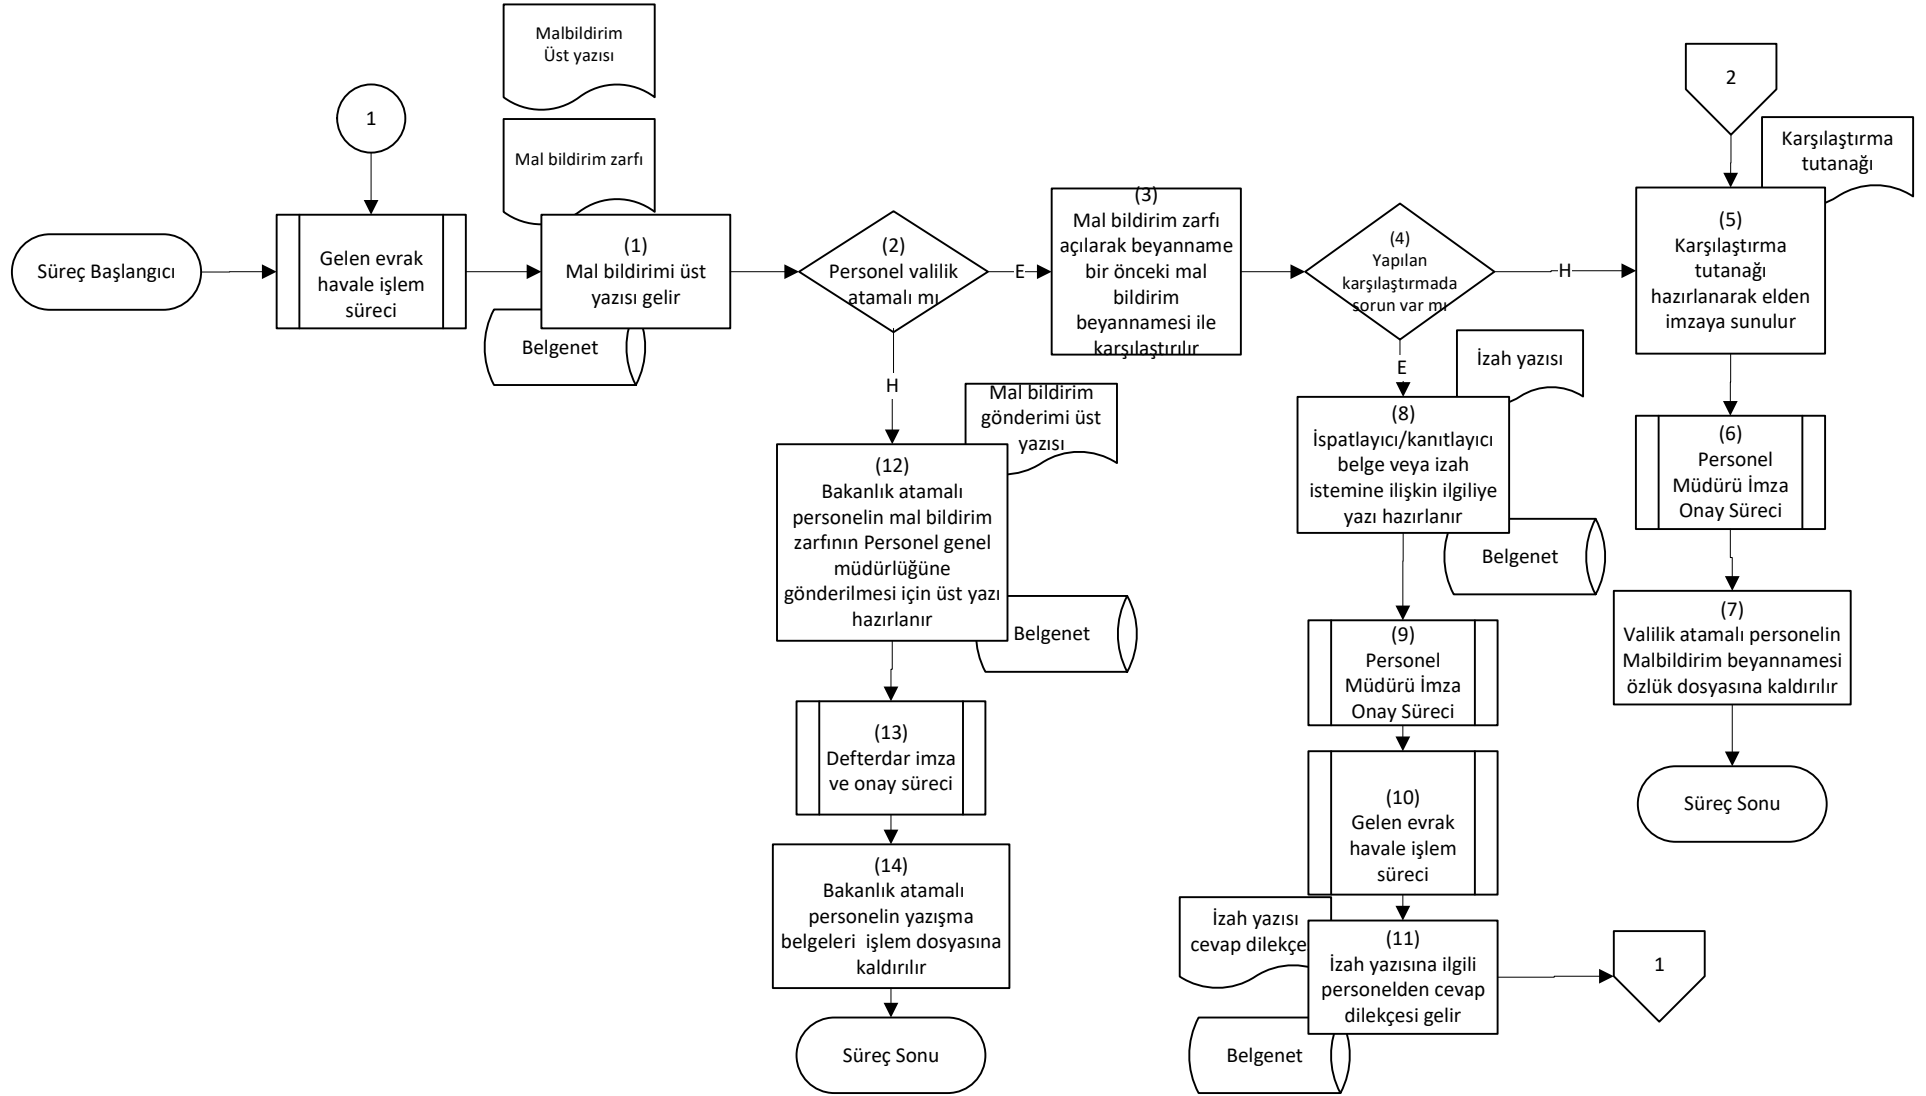 Malbildirim
Üst yazısı
1
Mal bildirim zarfı
Süreç Başlangıcı
Gelen evrak
havale işlem
süreci
(1)
Mal bildirimi üst
yazısı gelir
Belgenet
(2)
Personel valilik
atamalı mı
E
H
(3)
Mal bildirim zarfı
açılarak beyanname
bir önceki mal
bildirim
beyannamesi ile
karşılaştırılır
(4)
Yapılan
karşılaştırmada
sorun var mı
H
E
2
Karşılaştırma
tutanağı
(5)
Karşılaştırma
tutanağı
hazırlanarak elden
imzaya sunulur
(6)
Personel
Müdürü İmza
Onay Süreci
(7)
Valilik atamalı personelin
Malbildirim beyannamesi
özlük dosyasına kaldırılır
Süreç Sonu
İzah yazısı
(8)
İspatlayıcı/kanıtlayıcı
belge veya izah
istemine ilişkin ilgiliye
yazı hazırlanır
Belgenet
(9)
Personel
Müdürü İmza
Onay Süreci
(10)
Gelen evrak
havale işlem
süreci
İzah yazısı
cevap dilekçe
(11)
İzah yazısına ilgili
personelden cevap
dilekçesi gelir
Belgenet
1
Mal bildirim
gönderimi üst
yazısı
(12)
Bakanlık atamalı
personelin mal bildirim
zarfının Personel genel
müdürlüğüne
gönderilmesi için üst yazı
hazırlanır
Belgenet
(13)
Defterdar imza
ve onay süreci
(14)
Bakanlık atamalı
personelin yazışma
belgeleri işlem dosyasına
kaldırılır
Süreç Sonu